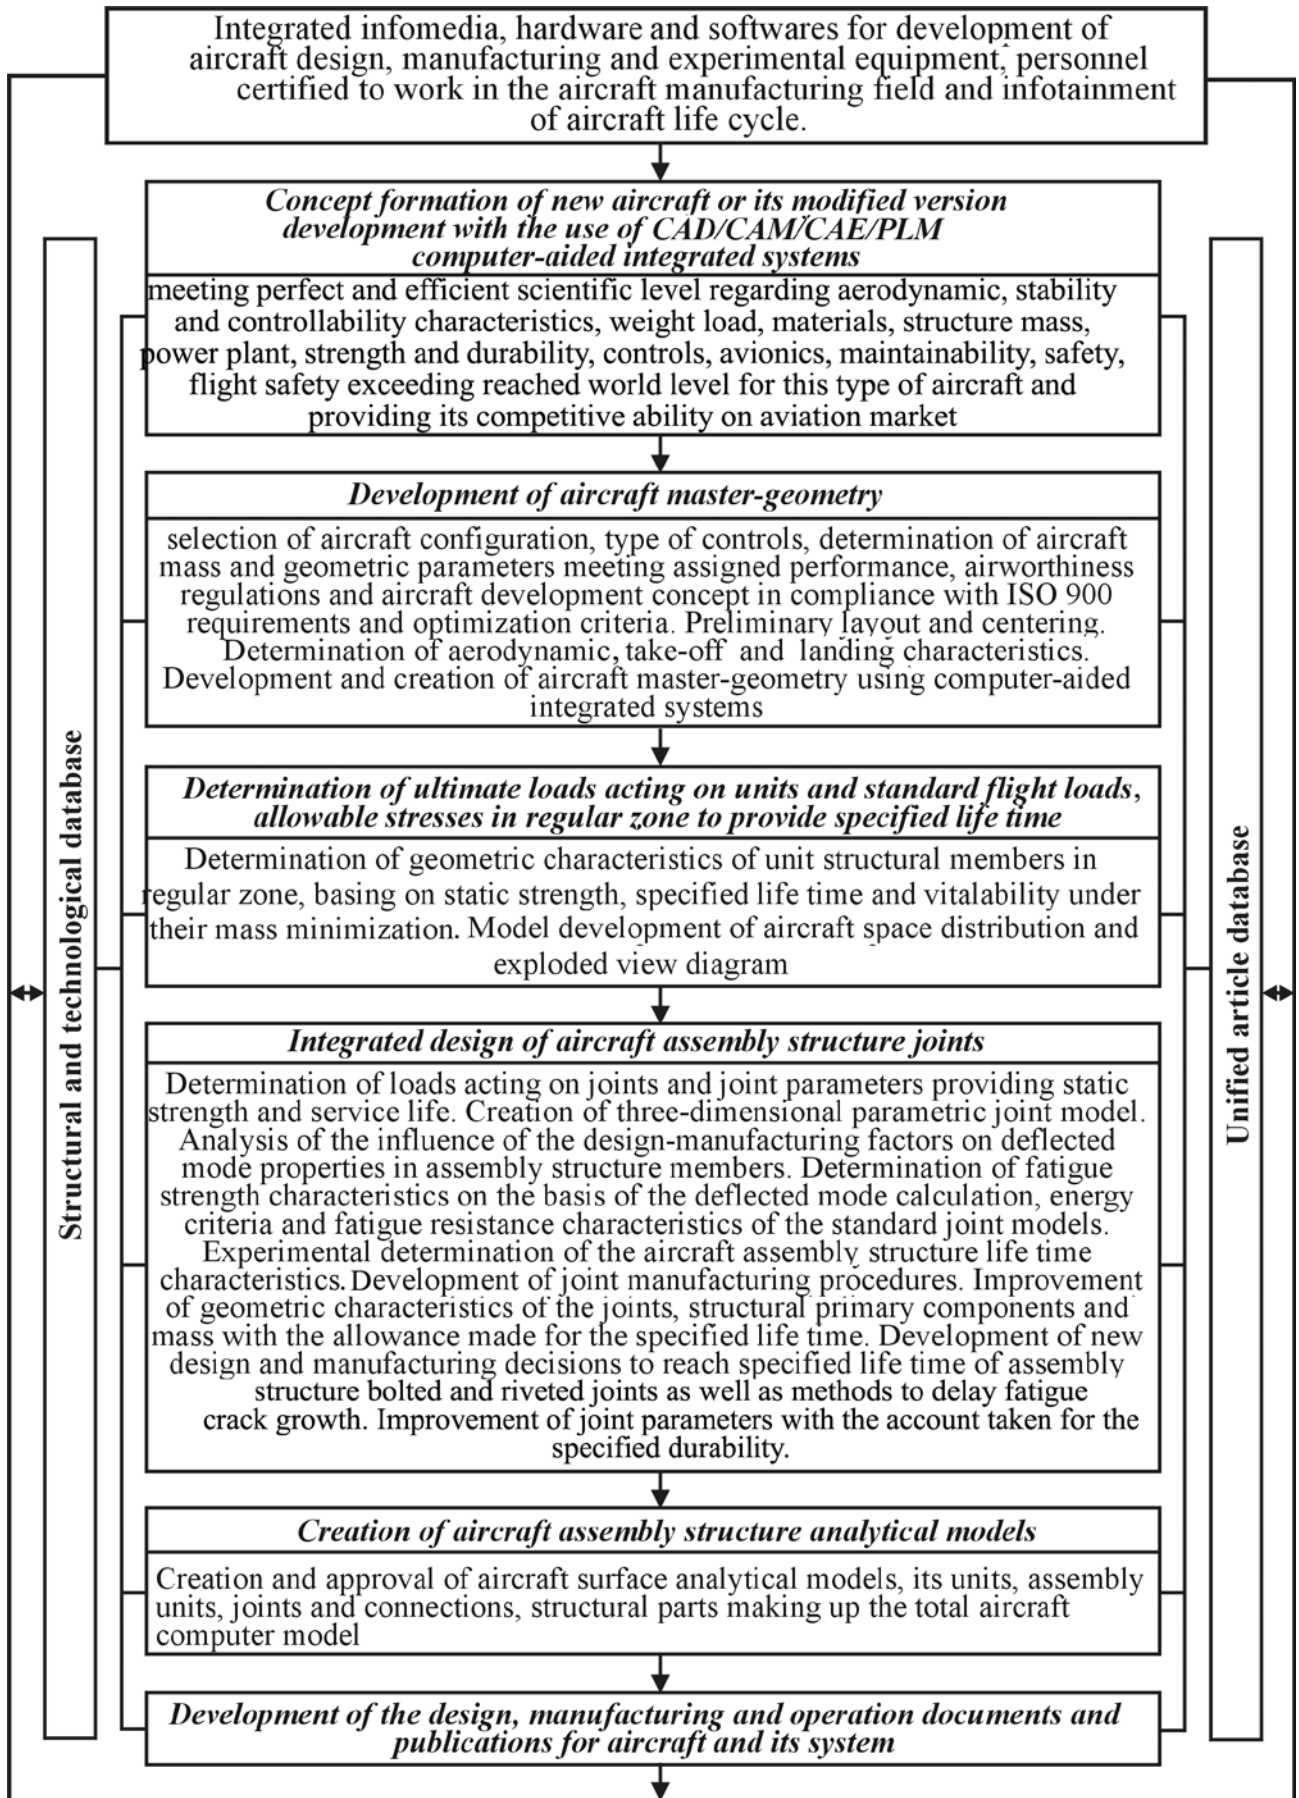 Integrated infomedia, hardware and softwares for development of
aircraft design, manufacturing and experimental equipment, personnel
certified to work in the aircraft manufacturing field and infotainment
of aircraft life cycle.
Concept formation of new aircraft or its modified version
development with the use of CAD/CAM/CAE/PLM
computer-aided integrated systems
meeting perfect and efficient scientific level regarding aerodynamic, stability
and controllability characteristics, weight load, materials, structure mass,
power plant, strength and durability, controls, avionics, maintainability, safety,
flight safety exceeding reached world level for this type of aircraft and
providing its competitive ability on aviation market
Development of aircraft master-geometry
selection of aircraft configuration, type of controls, determination of aircraft
mass and geometric parameters meeting assigned performance, airworthiness
regulations and aircraft development concept in compliance with ISO 900
requirements and optimization criteria. Preliminary layout and centering.
Determination of aerodynamic, take-off and landing characteristics.
Development and creation of aircraft master-geometry using computer-aided
integrated systems
Determination of ultimate loads acting on units and standard flight loads,
allowable stresses in regular zone to provide specified life time
Determination of geometric characteristics of unit structural members in
regular zone, basing on static strength, specified life time and vitalability under
their mass minimization. Model development of aircraft space distribution and
exploded view diagram
Integrated design of aircraft assembly structure joints
Determination of loads acting on joints and joint parameters providing static
strength and service life. Creation of three-dimensional parametric joint model.
Analysis of the influence of the design-manufacturing factors on deflected
mode properties in assembly structure members. Determination of fatigue
strength characteristics on the basis of the deflected mode calculation, energy
criteria and fatigue resistance characteristics of the standard joint models.
Experimental determination of the aircraft assembly structure life time
characteristics. Development of joint manufacturing procedures. Improvement
of geometric characteristics of the joints, structural primary components and
mass with the allowance made for the specified life time. Development of new
design and manufacturing decisions to reach specified life time of assembly
structure bolted and riveted joints as well as methods to delay fatigue
crack growth. Improvement of joint parameters with the account taken for the
specified durability.
Creation of aircraft assembly structure analytical models
Creation and approval of aircraft surface analytical models, its units, assembly
units, joints and connections, structural parts making up the total aircraft
computer model
Development of the design, manufacturing and operation documents and
publications for aircraft and its system
Structural and technological database
Unified article database